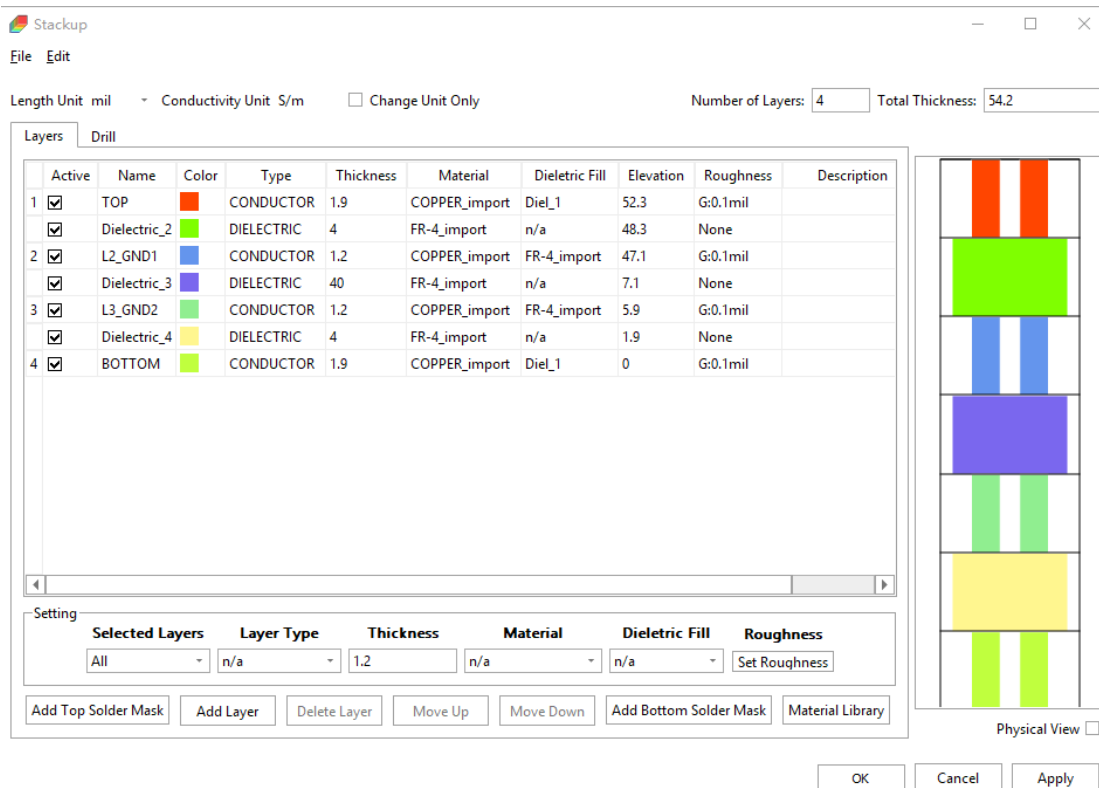 Stackup
File Edit
Length Unit mil Conductivity Unit S/m Change Unit Only Number of Layers: 4 Total Thickness: 54.2
Layers Drill
Active Name Color Type Thickness Material Dieletric Fill Elevation Roughness Description
1 TOP CONDUCTOR 1.9 COPPER_import Diel_1 52.3 G:0.1mil
Dielectric_2 DIELECTRIC 4 FR-4_import n/a 48.3 None
2 L2_GND1 CONDUCTOR 1.2 COPPER_import FR-4_import 47.1 G:0.1mil
Dielectric_3 DIELECTRIC 40 FR-4_import n/a 7.1 None
3 L3_GND2 CONDUCTOR 1.2 COPPER_import FR-4_import 5.9 G:0.1mil
Dielectric_4 DIELECTRIC 4 FR-4_import n/a 1.9 None
4 BOTTOM CONDUCTOR 1.9 COPPER_import Diel_1 0 G:0.1mil
Setting
Selected Layers Layer Type Thickness Material Dieletric Fill Roughness
All n/a 1.2 n/a n/a Set Roughness
Add Top Solder Mask Add Layer Delete Layer Move Up Move Down Add Bottom Solder Mask Material Library
Physical View
OK Cancel Apply